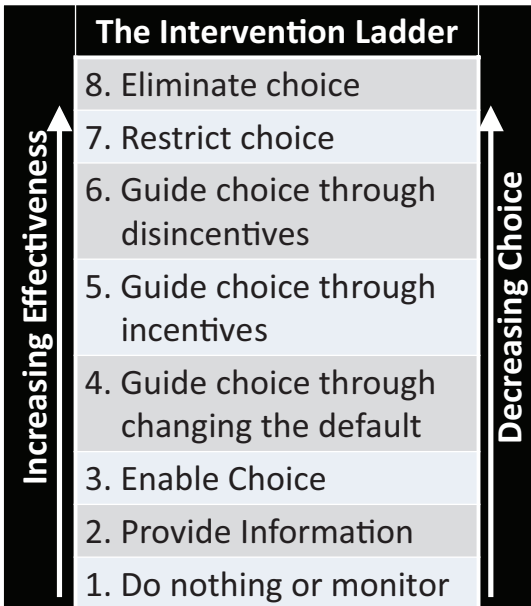 The Intervention Ladder
8. Eliminate choice
7. Restrict choice
6. Guide choice through
disincentives
5. Guide choice through
incentives
4. Guide choice through
changing the default
3. Enable Choice
2. Provide Information
1. Do nothing or monitor
Increasing Effectiveness
Decreasing Choice